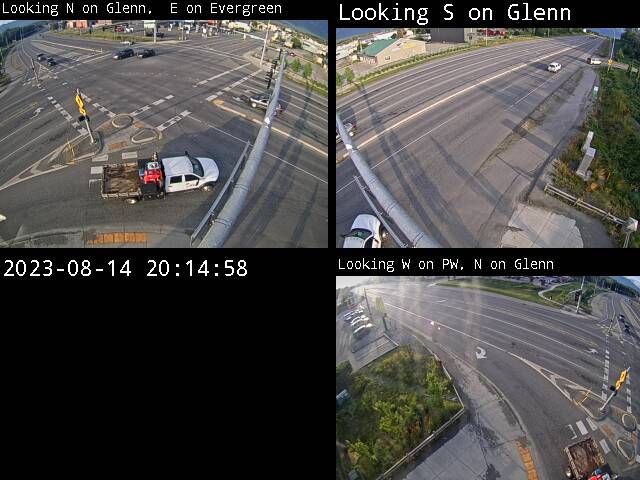 Looking N on Glenn,  E on Evergreen
Looking S on Glenn
2023-08-14 20:14:58
Looking W on PW, N on Glenn